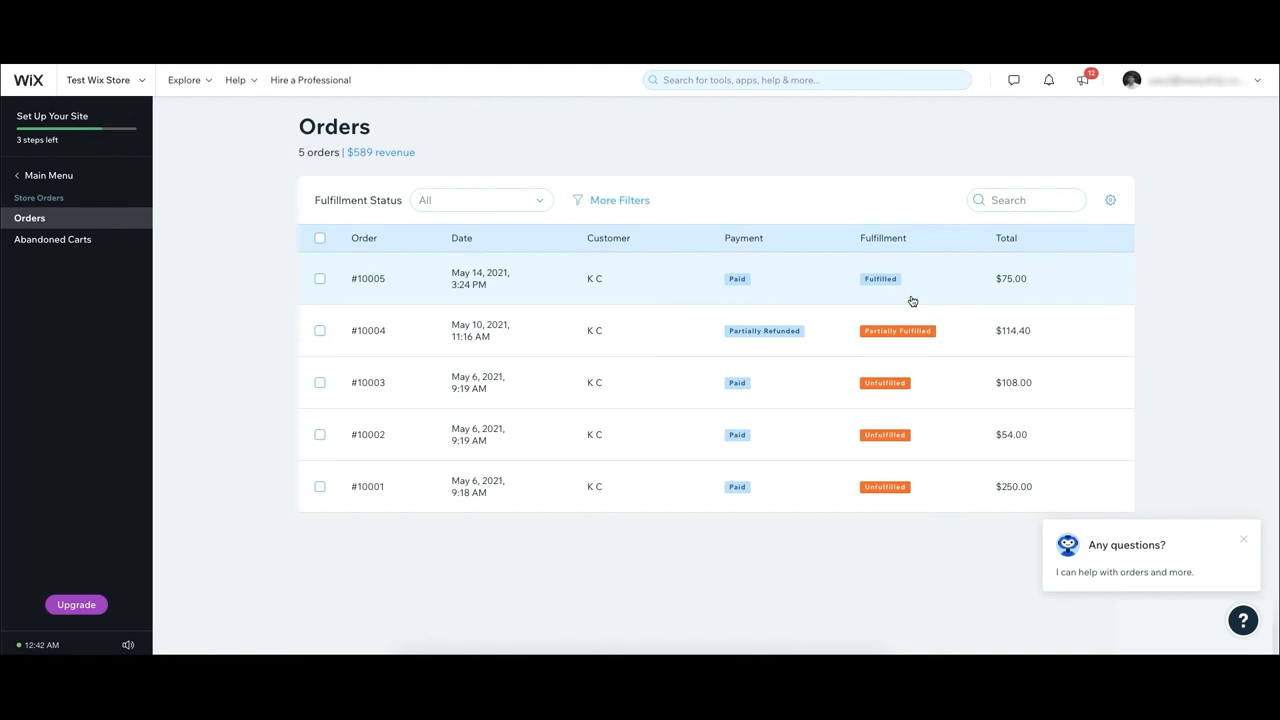 WiX
Test Wix Store
Explore
Help
Hire a Professional
Search for tools, apps, help & more...
12
Set Up Your Site
3 steps left
Main Menu
Store Orders
Orders
Abandoned Carts
Upgrade
12:42 AM
Orders
5 orders | $589 revenue
Fulfillment Status All More Filters Search
Order Date Customer Payment Fulfillment Total
#10005 May 14, 2021, 3:24 PM K C Paid Fulfilled $75.00
#10004 May 10, 2021, 11:16 AM K C Partially Refunded Partially Fulfilled $114.40
#10003 May 6, 2021, 9:19 AM K C Paid Unfulfilled $108.00
#10002 May 6, 2021, 9:19 AM K C Paid Unfulfilled $54.00
#10001 May 6, 2021, 9:18 AM K C Paid Unfulfilled $250.00
Any questions?
I can help with orders and more.
?